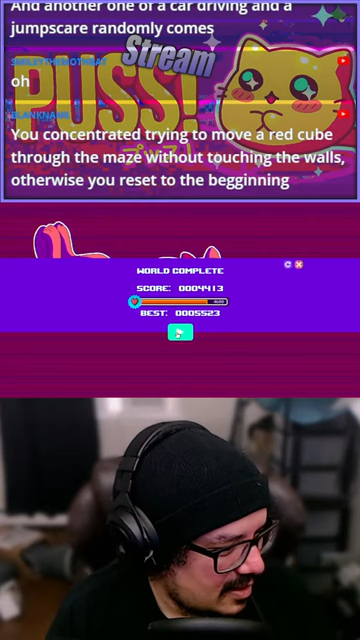 And another one of a car driving and a
jumpscare randomly comes
Stream
oh
PUSS!
BLANKNAME
You concentrated trying to move a red cube
through the maze without touching the walls,
otherwise you reset to the begginning
WORLD COMPLETE
SCORE: 0004413
BEST: 0005523